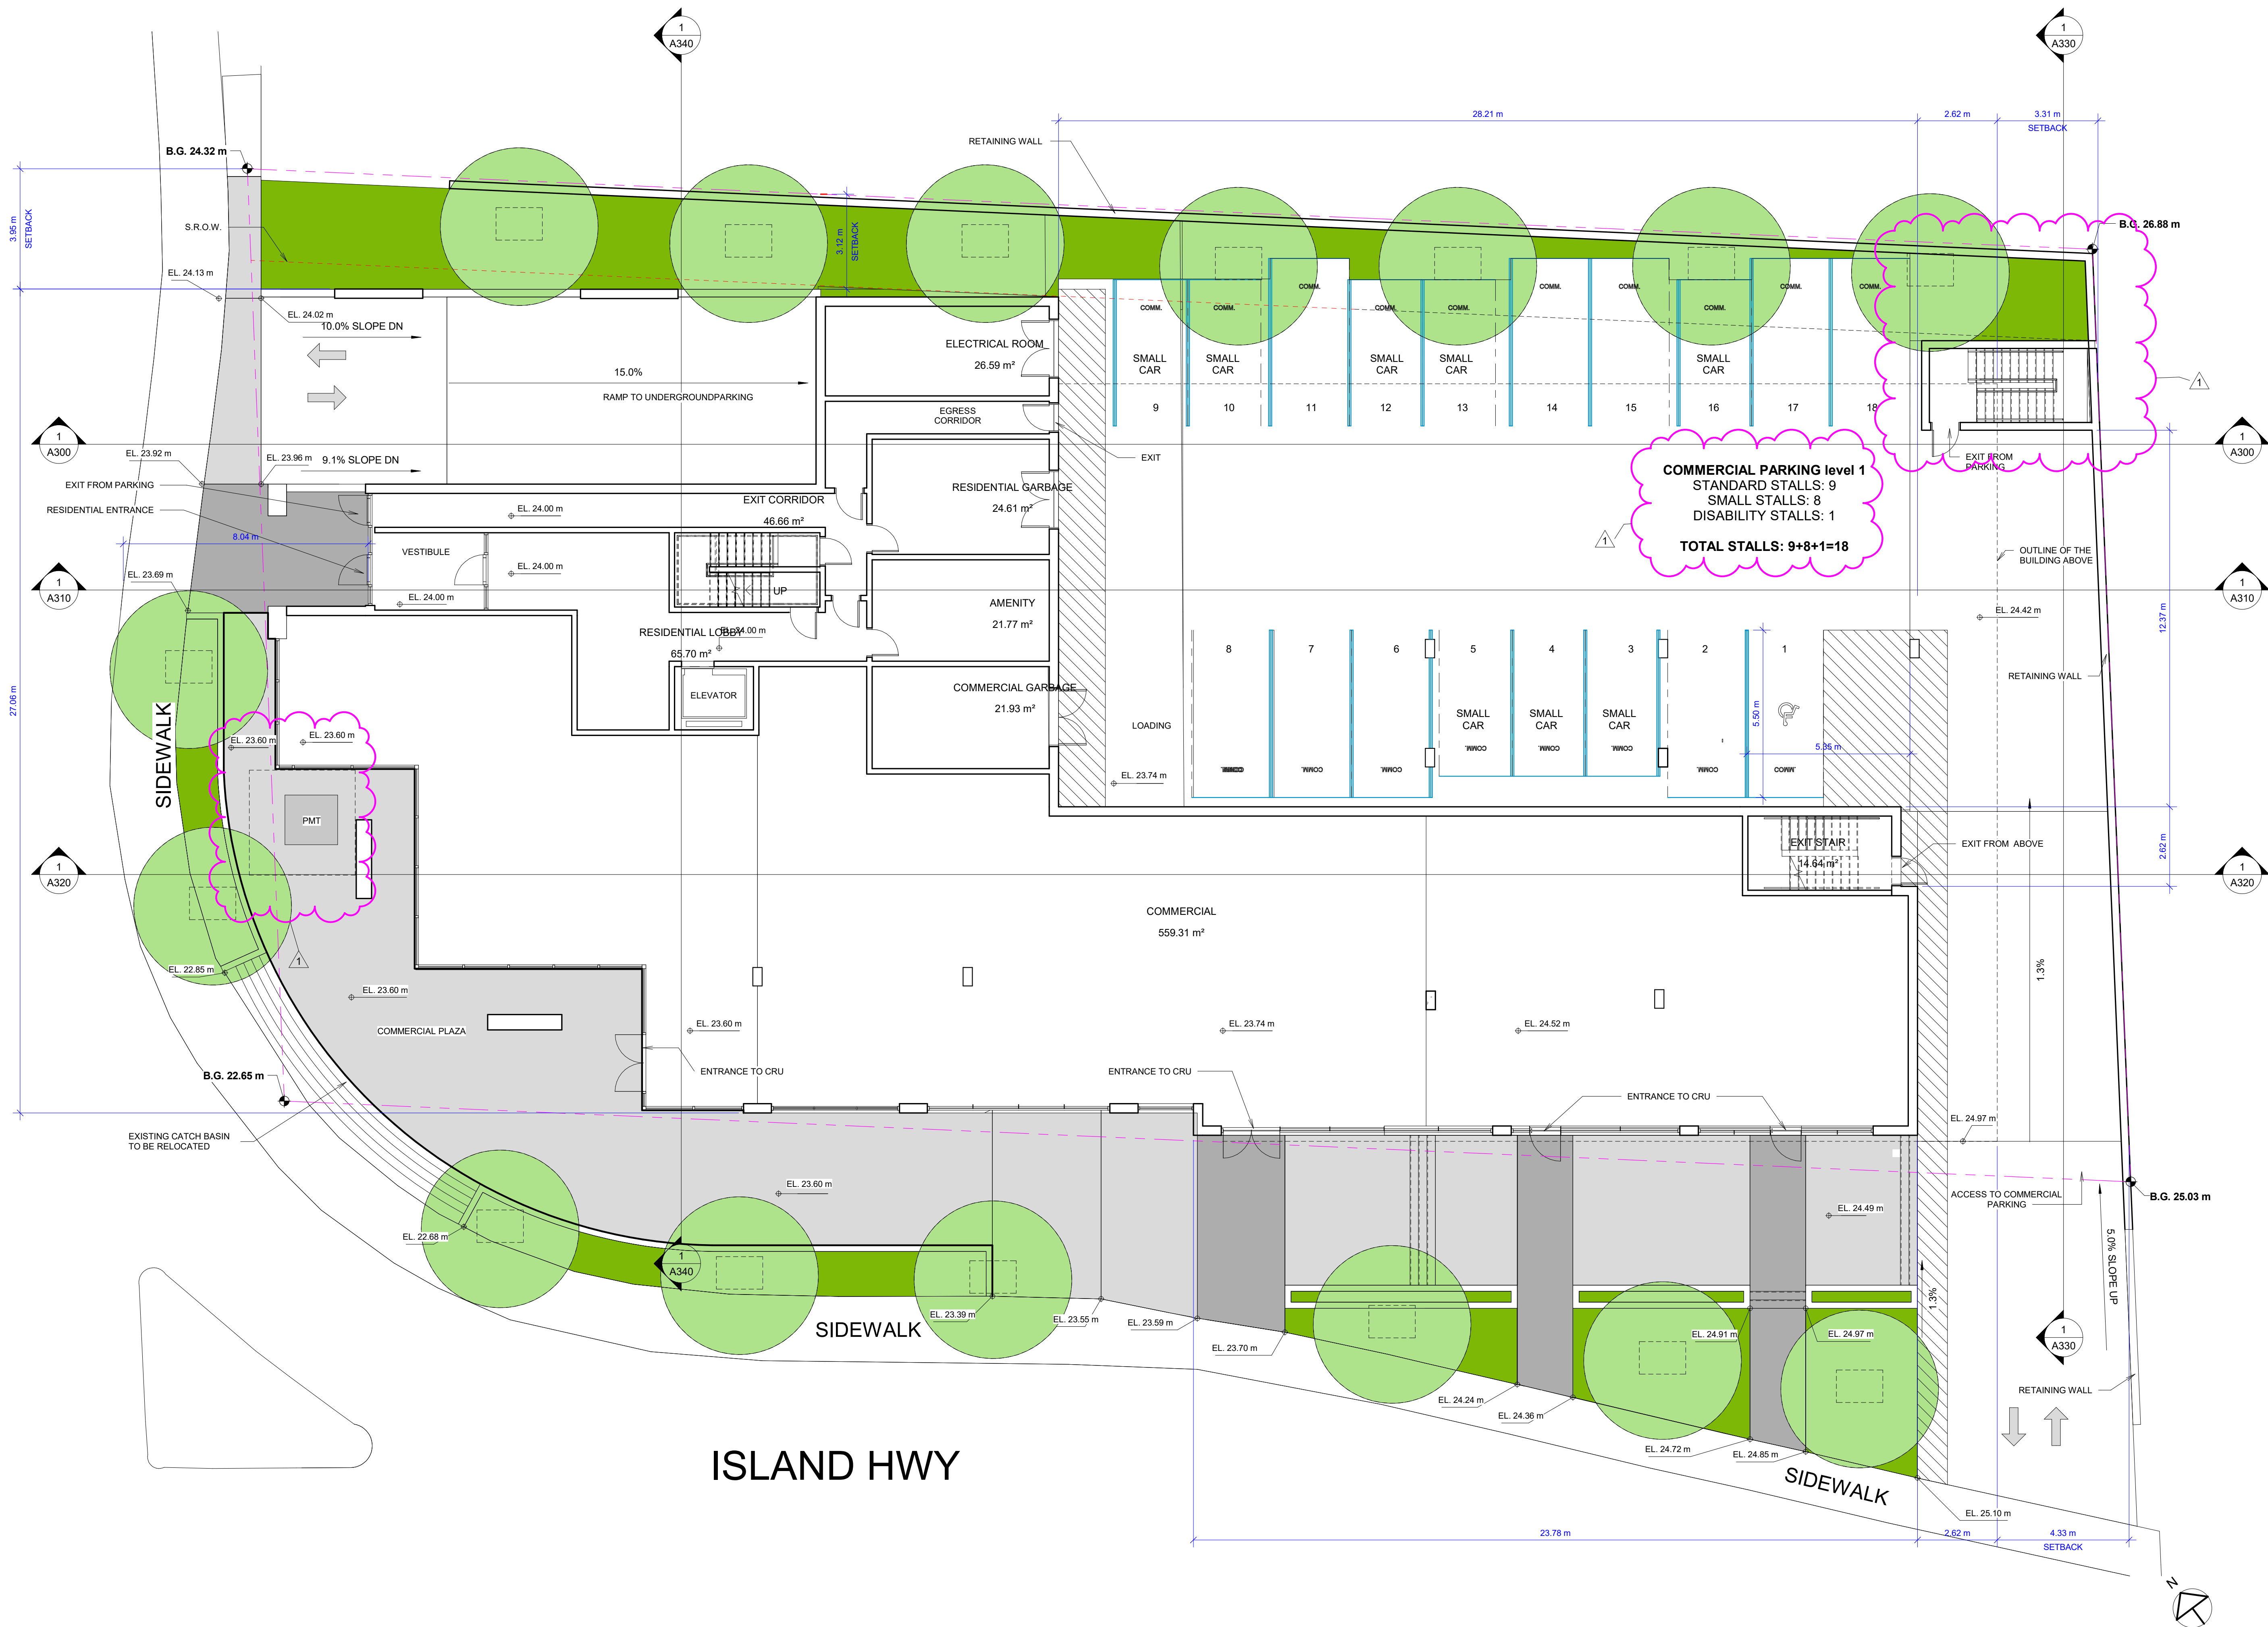 1
A340
1
A330
28.21 m
2.62 m
3.31 m
SETBACK
RETAINING WALL
B.G. 24.32 m
3.95 m
SETBACK
S.R.O.W.
3.12 m
SETBACK
B.G. 26.88 m
EL. 24.13 m
EL. 24.02 m
10.0% SLOPE DN
15.0%
RAMP TO UNDERGROUNDPARKING
ELECTRICAL ROOM
26.59 m²
EGRESS
CORRIDOR
COMM.
COMM.
COMM.
COMM.
COMM.
COMM.
COMM.
COMM.
COMM.
COMM.
SMALL
CAR
SMALL
CAR
SMALL
CAR
SMALL
CAR
SMALL
CAR
9
10
11
12
13
14
15
16
17
18
1
1
A300
1
A300
EL. 23.92 m
EL. 23.96 m
9.1% SLOPE DN
EXIT
EXIT FROM
PARKING
EXIT FROM PARKING
RESIDENTIAL ENTRANCE
8.04 m
EXIT CORRIDOR
46.66 m²
EL. 24.00 m
RESIDENTIAL GARBAGE
24.61 m²
COMMERCIAL PARKING level 1
STANDARD STALLS: 9
SMALL STALLS: 8
DISABILITY STALLS: 1
TOTAL STALLS: 9+8+1=18
1
OUTLINE OF THE
BUILDING ABOVE
VESTIBULE
EL. 24.00 m
EL. 24.00 m
UP
1
A310
1
A310
EL. 23.69 m
AMENITY
21.77 m²
EL. 24.42 m
12.37 m
RESIDENTIAL LOBBY
EL. 24.00 m
65.70 m²
ELEVATOR
COMMERCIAL GARBAGE
21.93 m²
LOADING
EL. 23.74 m
8
7
6
5
4
3
2
1
SMALL
CAR
SMALL
CAR
SMALL
CAR
COMM.
COMM.
COMM.
COMM.
COMM.
COMM.
COMM.
COMM.
5.50 m
5.35 m
RETAINING WALL
27.06 m
SIDEWALK
EL. 23.60 m
EL. 23.60 m
PMT
1
A320
1
A320
EXIT STAIR
14.64 m²
EXIT FROM  ABOVE
2.62 m
COMMERCIAL
559.31 m²
1
EL. 22.85 m
EL. 23.60 m
COMMERCIAL PLAZA
EL. 23.60 m
EL. 23.74 m
EL. 24.52 m
1.3%
B.G. 22.65 m
ENTRANCE TO CRU
ENTRANCE TO CRU
ENTRANCE TO CRU
EL. 24.97 m
EXISTING CATCH BASIN
TO BE RELOCATED
EL. 23.60 m
ACCESS TO COMMERCIAL
PARKING
B.G. 25.03 m
EL. 24.49 m
EL. 22.68 m
1
A340
5.0% SLOPE UP
1.3%
EL. 23.39 m
EL. 23.55 m
EL. 23.59 m
EL. 23.70 m
SIDEWALK
EL. 24.91 m
EL. 24.97 m
1
A330
RETAINING WALL
EL. 24.24 m
EL. 24.36 m
EL. 24.72 m
EL. 24.85 m
ISLAND HWY
SIDEWALK
EL. 25.10 m
23.78 m
2.62 m
4.33 m
SETBACK
N